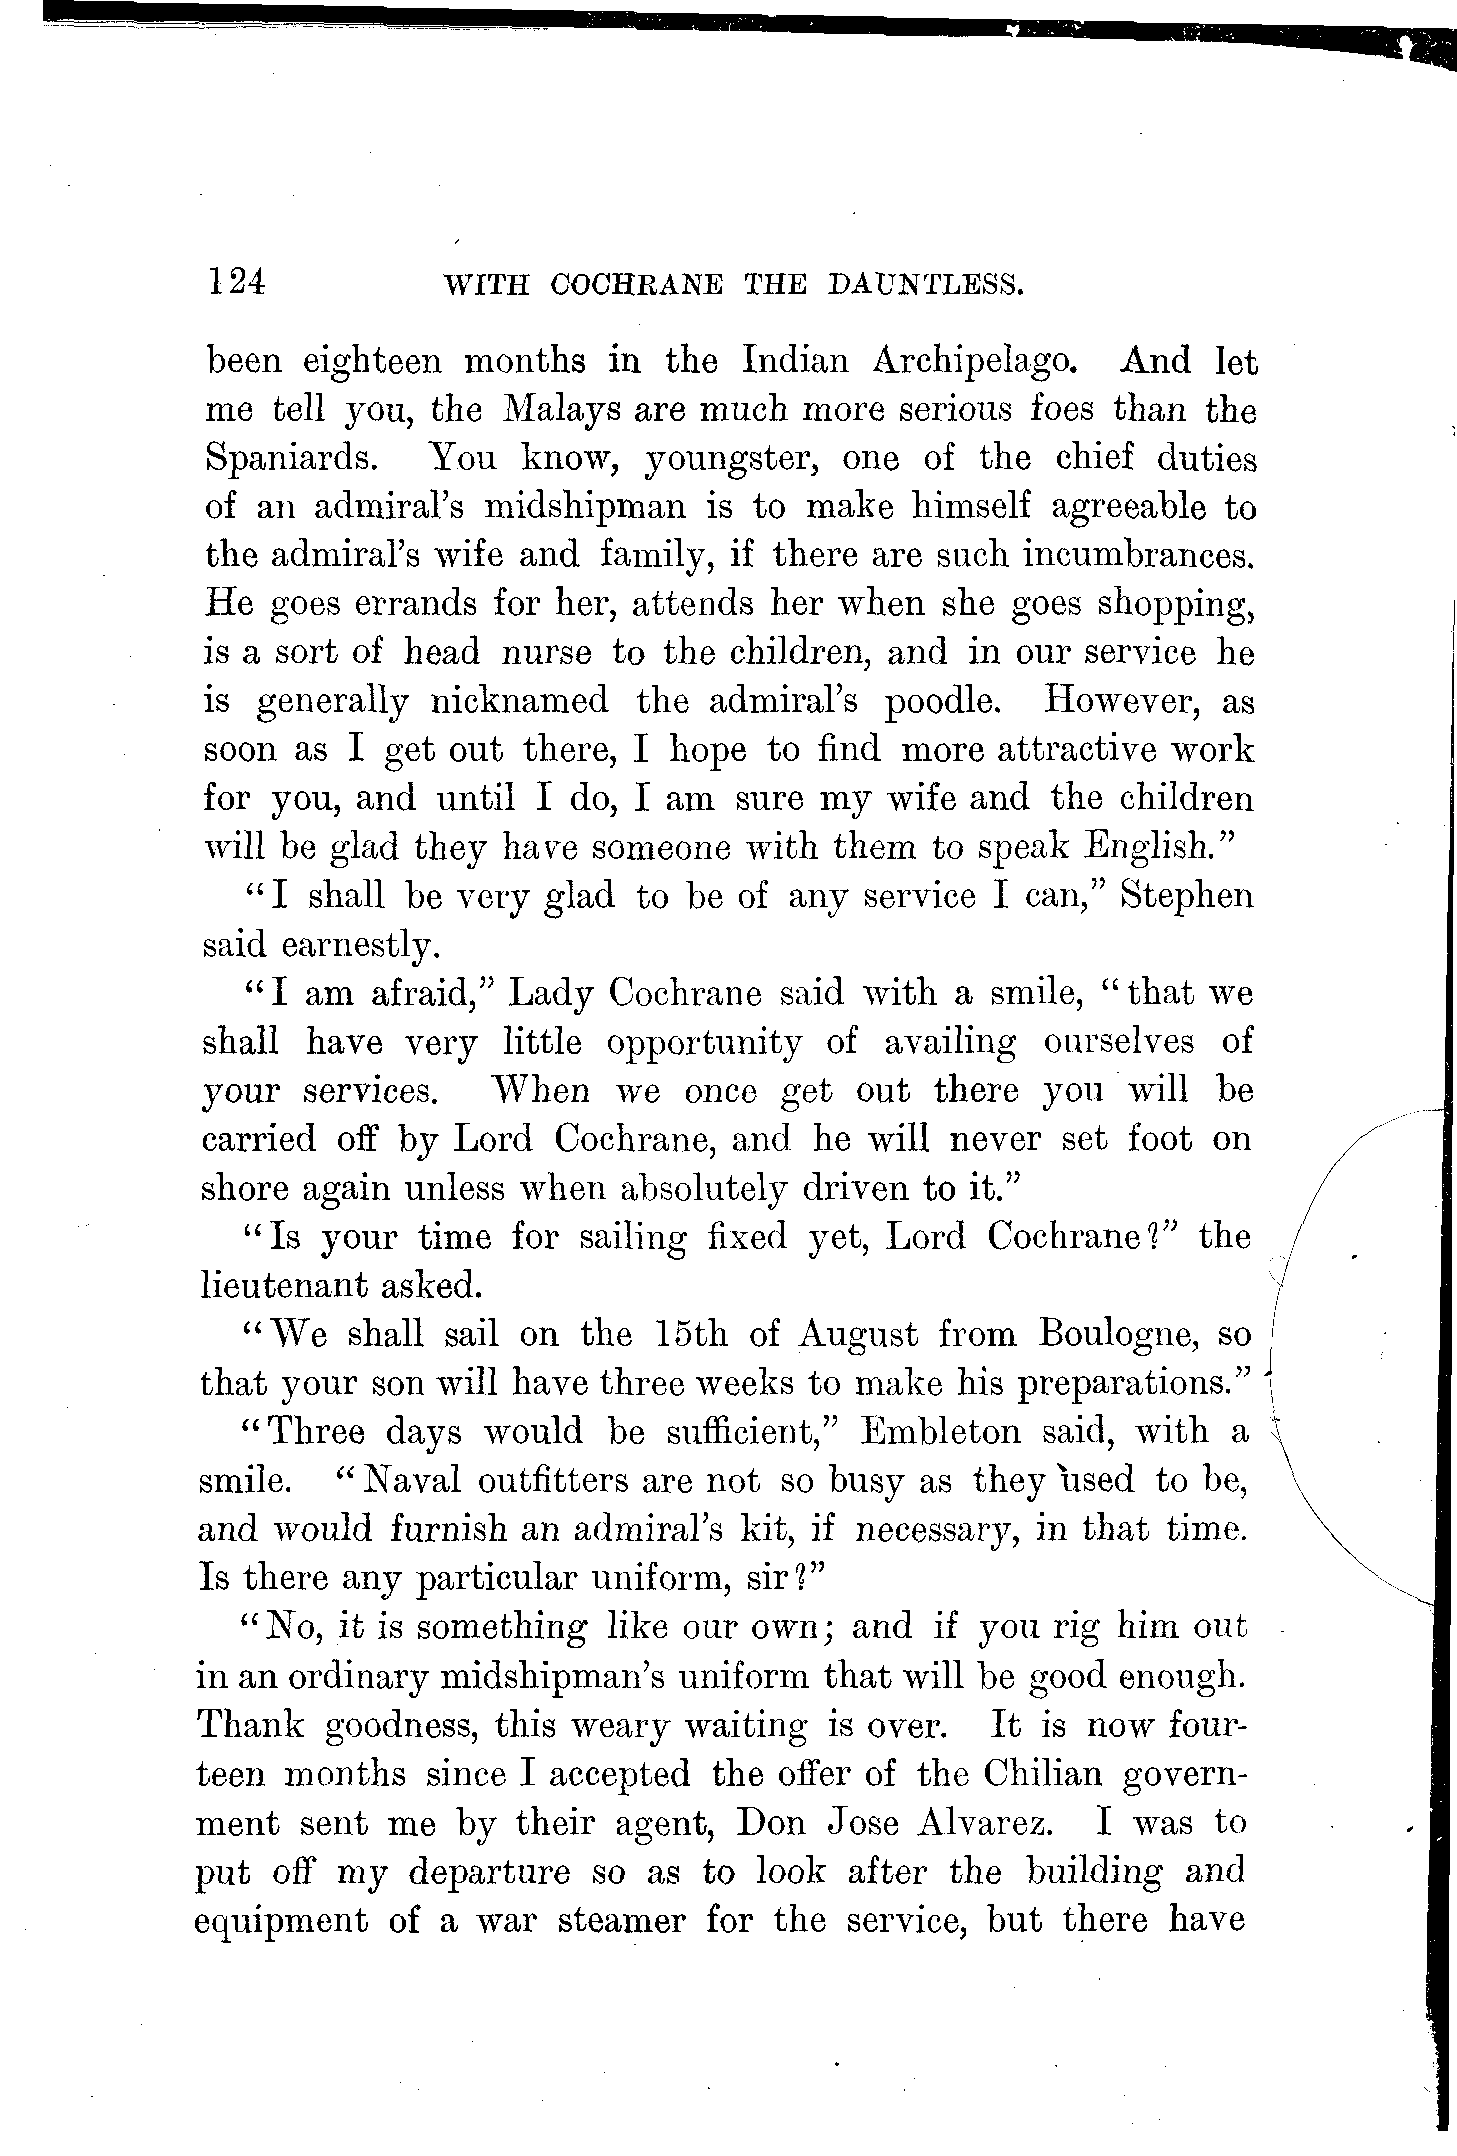 124 WITH COCHRANE THE DAUNTLESS.
been eighteen months in the Indian Archipelago. And let
me tell you, the Malays are much more serious foes than the
Spaniards. You know, youngster, one of the chief duties
of an admiral's midshipman is to make himself agreeable to
the admiral's wife and family, if there are such incumbrances.
He goes errands for her, attends her when she goes shopping,
is a sort of head nurse to the children, and in our service he
is generally nicknamed the admiral's poodle. However, as
soon as I get out there, I hope to find more attractive work
for you, and until I do, I am sure my wife and the children
will be glad they have someone with them to speak English."
"I shall be very glad to be of any service I can," Stephen
said earnestly.
"I am afraid," Lady Cochrane said with a smile, "that we
shall have very little opportunity of availing ourselves of
your services. When we once get out there you will be
carried off by Lord Cochrane, and he will never set foot on
shore again unless when absolutely driven to it."
"Is your time for sailing fixed yet, Lord Cochrane?" the
lieutenant asked.
"We shall sail on the 15th of August from Boulogne, so
that your son will have three weeks to make his preparations."
"Three days would be sufficient," Embleton said, with a
smile. "Naval outfitters are not so busy as they used to be,
and would furnish an admiral's kit, if necessary, in that time.
Is there any particular uniform, sir?"
"No, it is something like our own; and if you rig him out
in an ordinary midshipman's uniform that will be good enough.
Thank goodness, this weary waiting is over. It is now four-
teen months since I accepted the offer of the Chilian govern-
ment sent me by their agent, Don Jose Alvarez. I was to
put off my departure so as to look after the building and
equipment of a war steamer for the service, but there have